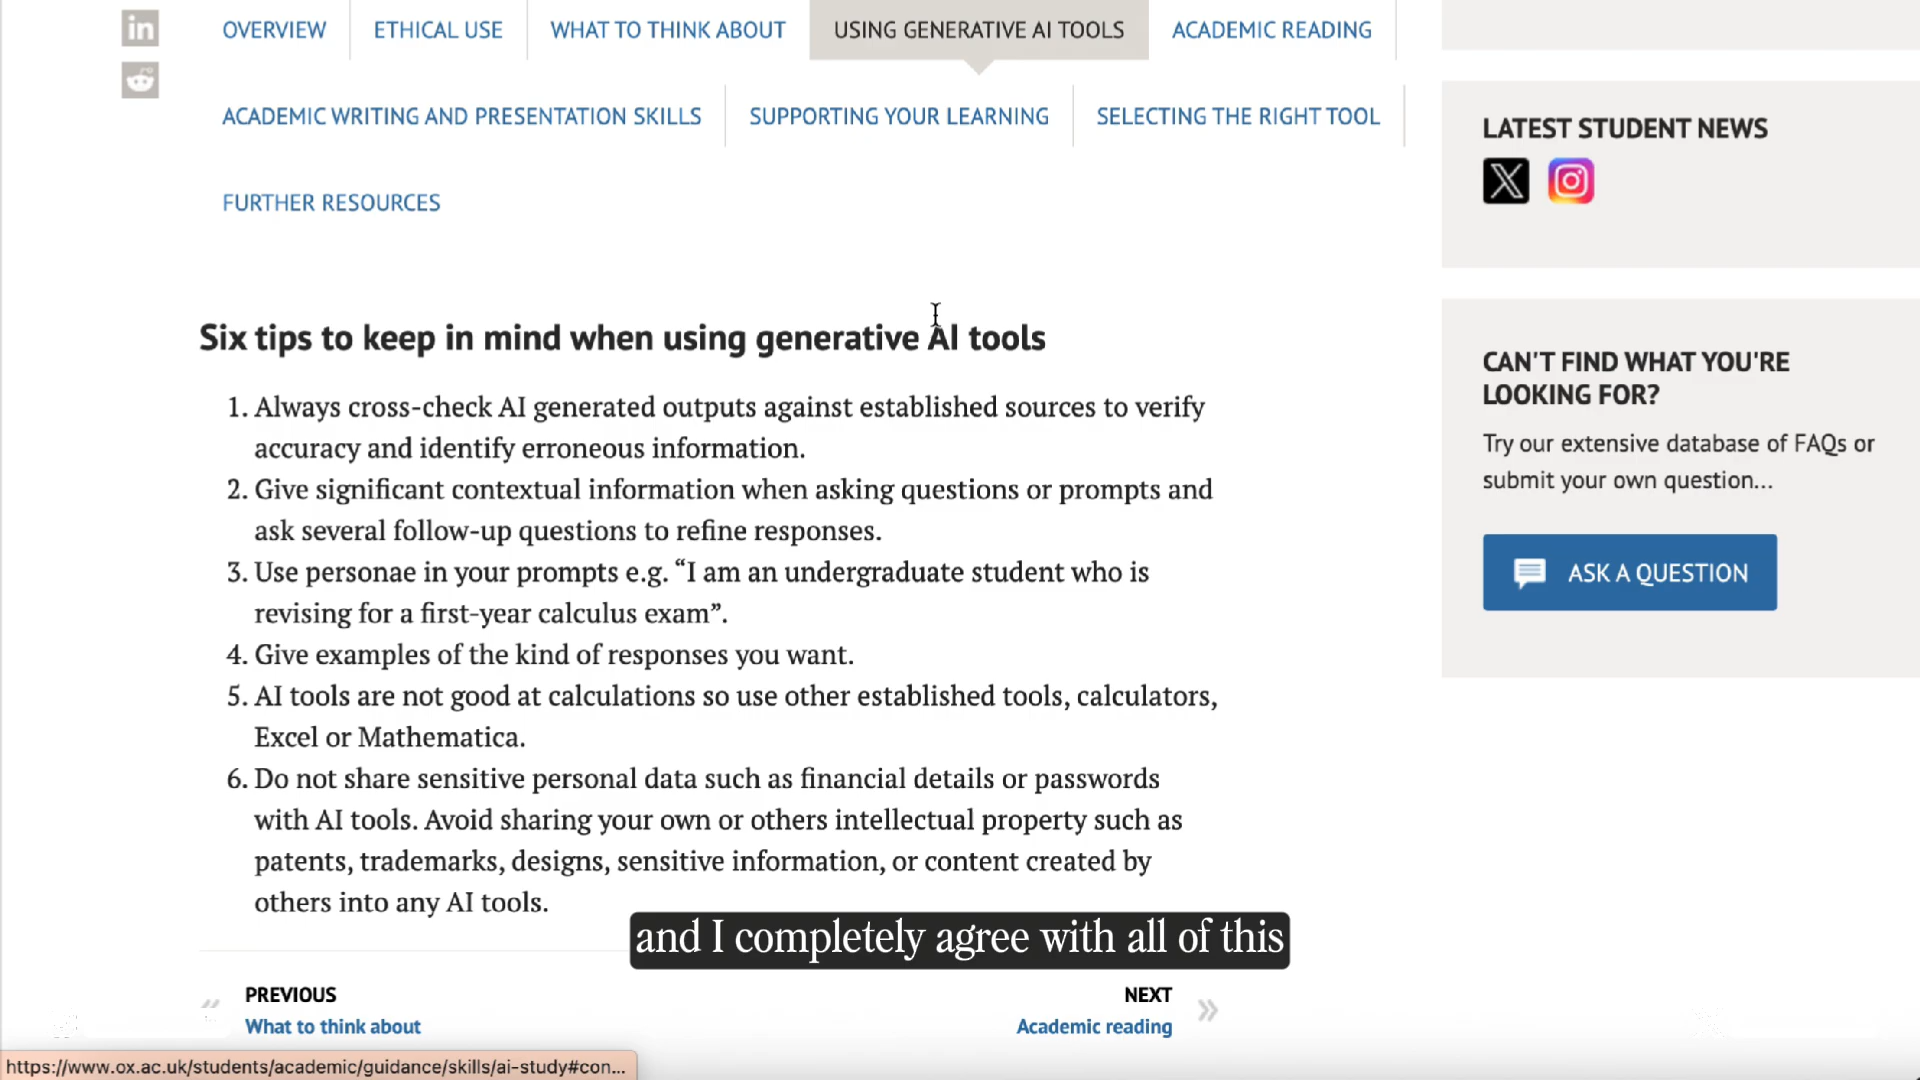 OVERVIEW
ETHICAL USE
WHAT TO THINK ABOUT
USING GENERATIVE AI TOOLS
ACADEMIC READING
ACADEMIC WRITING AND PRESENTATION SKILLS
SUPPORTING YOUR LEARNING
SELECTING THE RIGHT TOOL
FURTHER RESOURCES
Six tips to keep in mind when using generative AI tools
1. Always cross-check AI generated outputs against established sources to verify
accuracy and identify erroneous information.
2. Give significant contextual information when asking questions or prompts and
ask several follow-up questions to refine responses.
3. Use personae in your prompts e.g. “I am an undergraduate student who is
revising for a first-year calculus exam”.
4. Give examples of the kind of responses you want.
5. AI tools are not good at calculations so use other established tools, calculators,
Excel or Mathematica.
6. Do not share sensitive personal data such as financial details or passwords
with AI tools. Avoid sharing your own or others intellectual property such as
patents, trademarks, designs, sensitive information, or content created by
others into any AI tools.
and I completely agree with all of this
PREVIOUS
What to think about
NEXT
Academic reading
LATEST STUDENT NEWS
CAN'T FIND WHAT YOU'RE
LOOKING FOR?
Try our extensive database of FAQs or
submit your own question...
ASK A QUESTION
https://www.ox.ac.uk/students/academic/guidance/skills/ai-study#con...